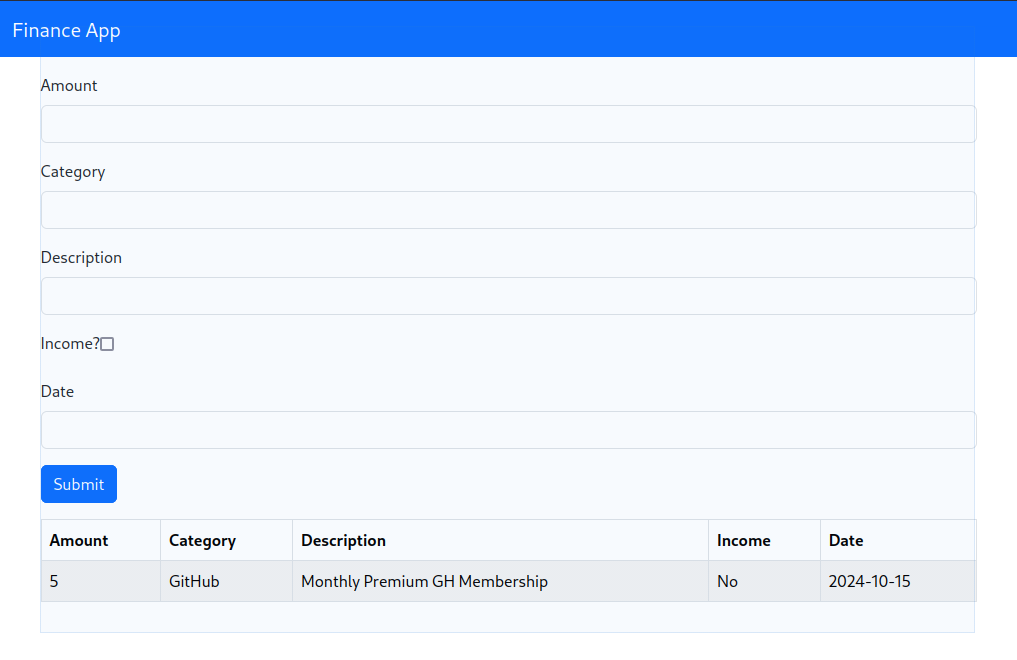 Finance App
Amount
Category
Description
Income?
Date
Submit
Amount Category Description Income Date
5 GitHub Monthly Premium GH Membership No 2024-10-15